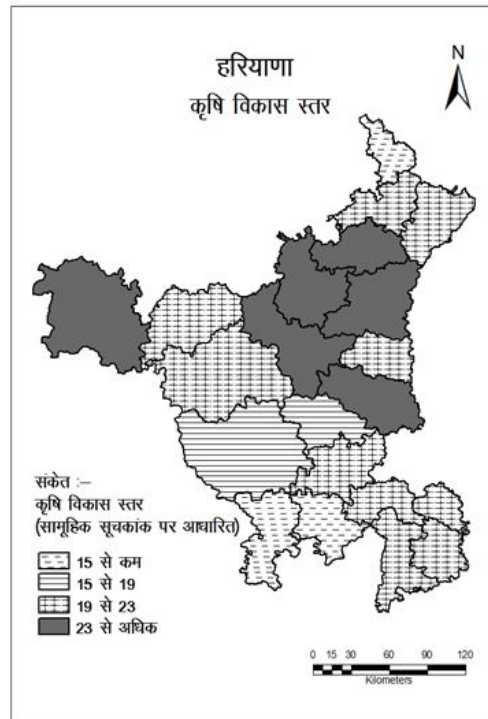 हरियाणा
कृषि विकास स्तर
N
संकेत :–
कृषि विकास स्तर
(सामूहिक सूचकांक पर आधारित)
15 से कम
15 से 19
19 से 23
23 से अधिक
0 15 30 60 90 120
Kilometers